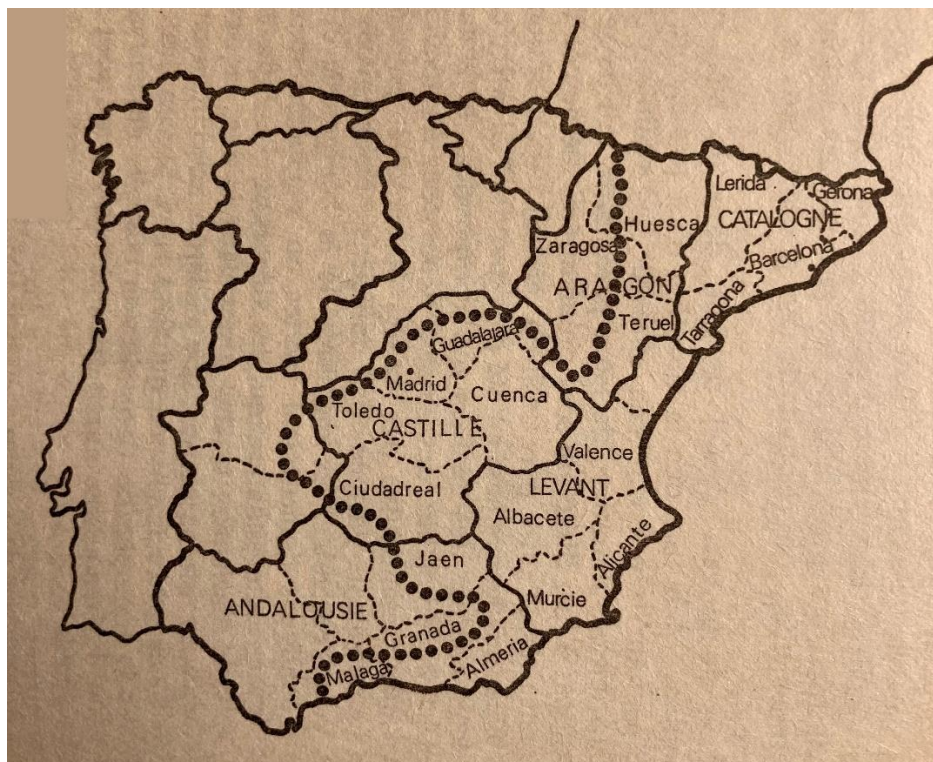 Lerida
Gerona
CATALOGNE
Huesca
Zaragosa
Barcelona
ARAGON
Tarragona
Teruel
Guadalajara
Madrid
Cuenca
Toledo
CASTILLE
Valence
Ciudadreal
LEVANT
Albacete
Alicante
Jaen
Murcie
ANDALOUSIE
Granada
Almeria
Malaga